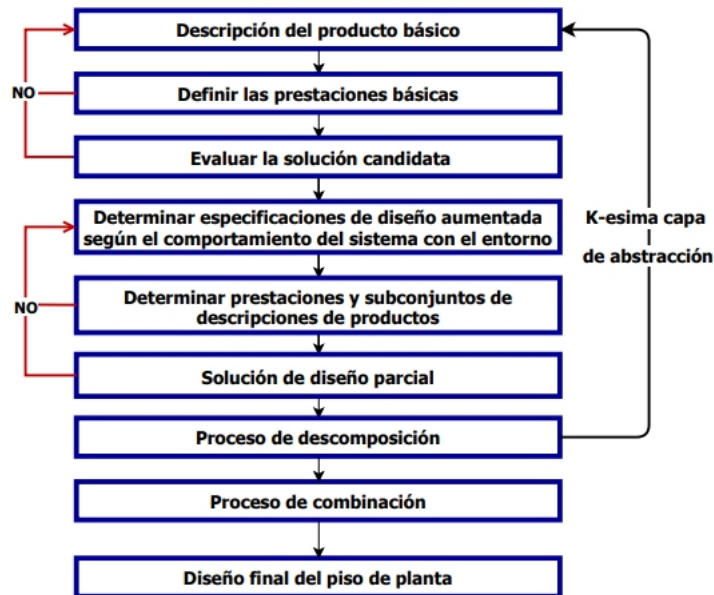 Descripción del producto básico
NO
Definir las prestaciones básicas
Evaluar la solución candidata
Determinar especificaciones de diseño aumentada
según el comportamiento del sistema con el entorno
K-esima capa
de abstracción
NO
Determinar prestaciones y subconjuntos de
descripciones de productos
Solución de diseño parcial
Proceso de descomposición
Proceso de combinación
Diseño final del piso de planta